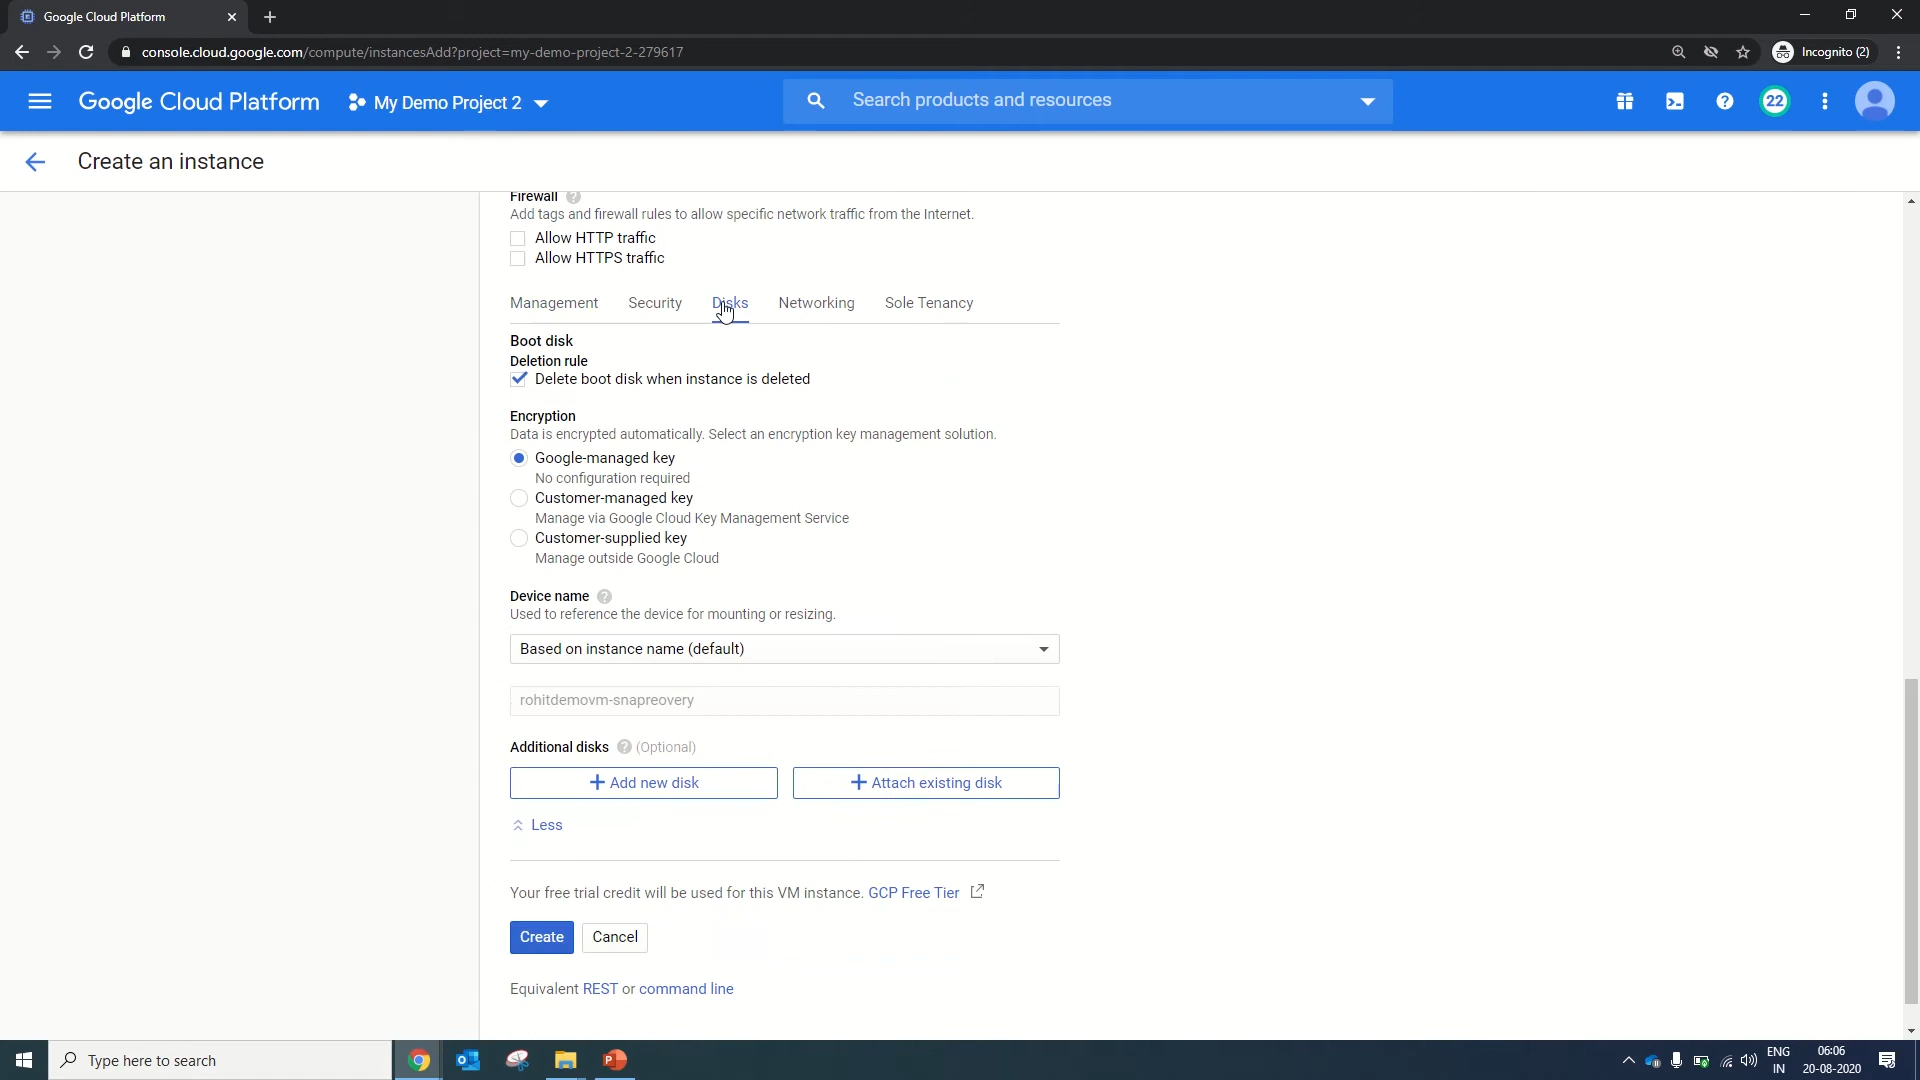 Google Cloud Platform
console.cloud.google.com/compute/instancesAdd?project=my-demo-project-2-279617
Incognito (2)
Google Cloud Platform
My Demo Project 2
Search products and resources
22
Create an instance
Firewall
Add tags and firewall rules to allow specific network traffic from the Internet.
Allow HTTP traffic
Allow HTTPS traffic
Management Security Disks Networking Sole Tenancy
Boot disk
Deletion rule
Delete boot disk when instance is deleted
Encryption
Data is encrypted automatically. Select an encryption key management solution.
Google-managed key
No configuration required
Customer-managed key
Manage via Google Cloud Key Management Service
Customer-supplied key
Manage outside Google Cloud
Device name
Used to reference the device for mounting or resizing.
Based on instance name (default)
rohitdemovm-snapreovery
Additional disks (Optional)
Add new disk
Attach existing disk
Less
Your free trial credit will be used for this VM instance. GCP Free Tier
Create Cancel
Equivalent REST or command line
Type here to search
ENG
IN
06:06
20-08-2020